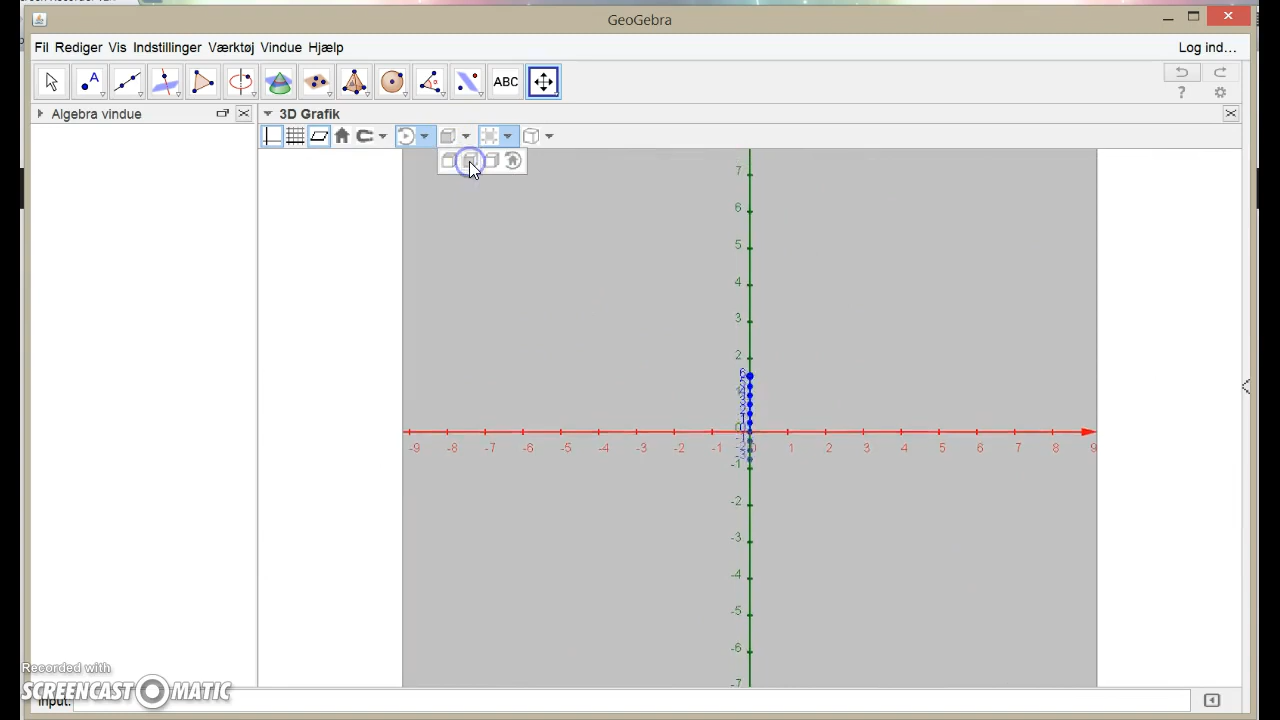 GeoGebra
Fil Rediger Vis Indstillinger Værktøj Vindue Hjælp
Log ind...
A
ABC
?
Algebra vindue
3D Grafik
7
6
5
4
3
2
0
-9 -8 -7 -6 -5 -4 -3 -2 -1 0 1 2 3 4 5 6 7 8 9
-1
-2
-3
-4
-5
-6
-7
Recorded with
SCREENCAST MATIC
Input: